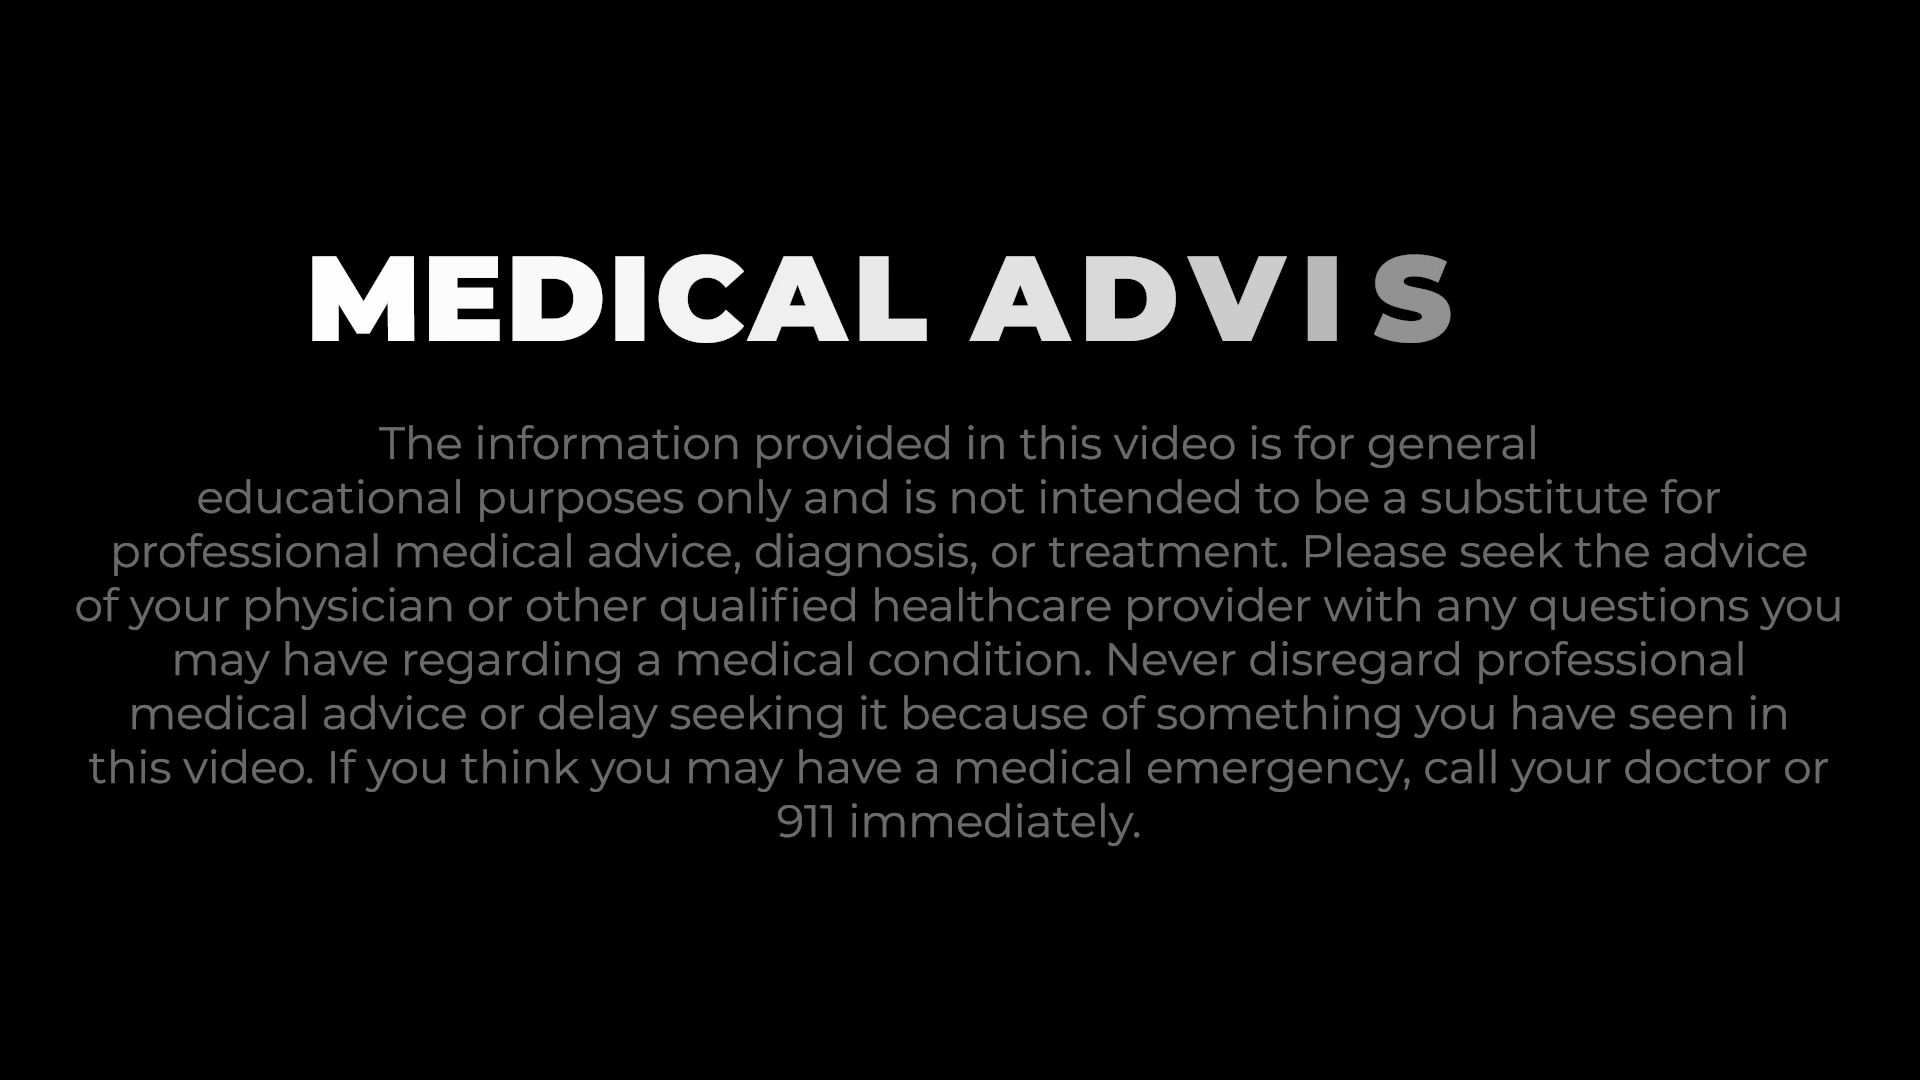 MEDICAL ADVIS
The information provided in this video is for general
educational purposes only and is not intended to be a substitute for
professional medical advice, diagnosis, or treatment. Please seek the advice
of your physician or other qualified healthcare provider with any questions you
may have regarding a medical condition. Never disregard professional
medical advice or delay seeking it because of something you have seen in
this video. If you think you may have a medical emergency, call your doctor or
911 immediately.